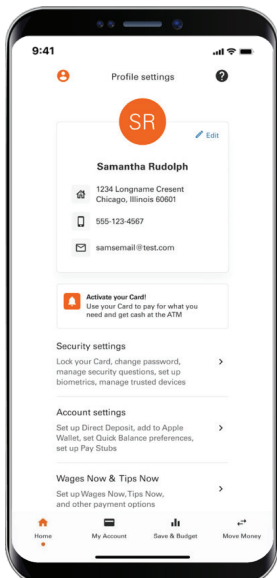 9:41
Profile settings
SR
Edit
Samantha Rudolph
1234 Longname Cresent
Chicago, Illinois 60601
555-123-4567
samsemail@test.com
Activate your Card!
Use your Card to pay for what you
need and get cash at the ATM
Security settings
Lock your Card, change password,
manage security questions, set up
biometrics, manage trusted devices
Account settings
Set up Direct Deposit, add to Apple
Wallet, set Quick Balance preferences,
set up Pay Stubs
Wages Now & Tips Now
Set up Wages Now, Tips Now,
and other payment options
Home
My Account
Save & Budget
Move Money